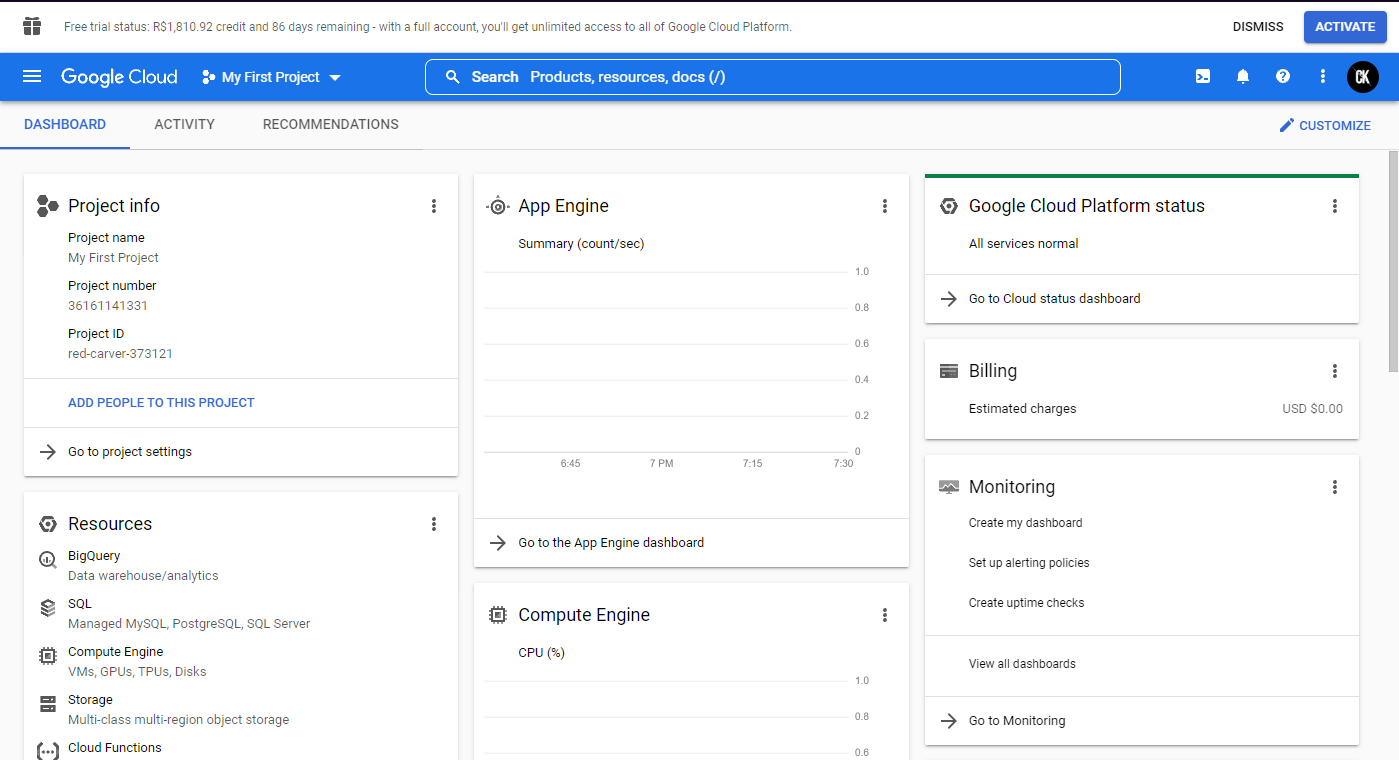 Free trial status: R$1,810.92 credit and 86 days remaining - with a full account, you'll get unlimited access to all of Google Cloud Platform.
DISMISS
ACTIVATE
Google Cloud
My First Project
Search Products, resources, docs (/)
CK
DASHBOARD
ACTIVITY
RECOMMENDATIONS
CUSTOMIZE
Project info
Project name
My First Project
Project number
36161141331
Project ID
red-carver-373121
ADD PEOPLE TO THIS PROJECT
Go to project settings
Resources
BigQuery
Data warehouse/analytics
SQL
Managed MySQL, PostgreSQL, SQL Server
Compute Engine
VMs, GPUs, TPUs, Disks
Storage
Multi-class multi-region object storage
Cloud Functions
App Engine
Summary (count/sec)
1.0
0.8
0.6
0.4
0.2
0
6:45 7 PM 7:15 7:30
Go to the App Engine dashboard
Compute Engine
CPU (%)
1.0
0.8
0.6
Google Cloud Platform status
All services normal
Go to Cloud status dashboard
Billing
Estimated charges USD $0.00
Monitoring
Create my dashboard
Set up alerting policies
Create uptime checks
View all dashboards
Go to Monitoring